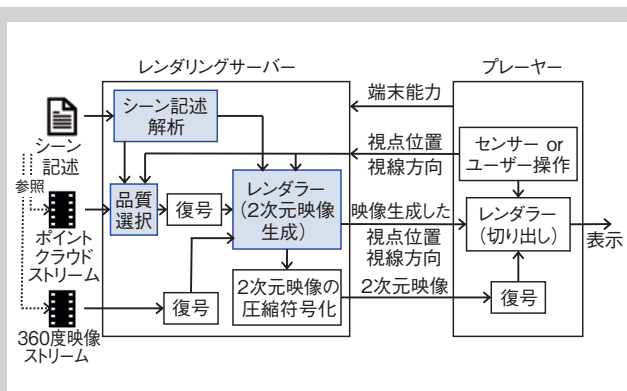 レンダリングサーバー
プレーヤー
シーン
記述
参照
ポイント
クラウド
ストリーム
360度映像
ストリーム
シーン記述
解析
品質
選択
復号
レンダラー
(2次元映像
生成)
復号
2次元映像の
圧縮符号化
端末能力
視点位置
視線方向
映像生成した
視点位置
視線方向
2次元映像
センサー or
ユーザー操作
レンダラー
(切り出し)
復号
表示